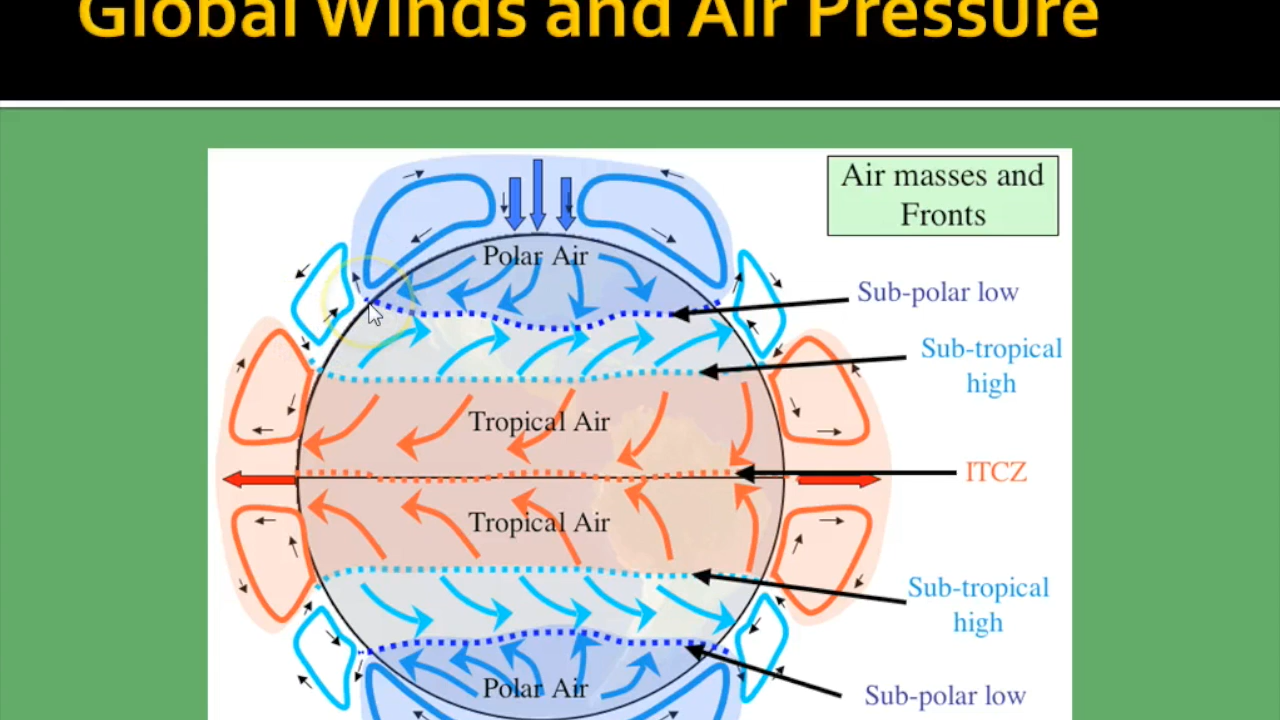 Global Winds and Air Pressure
Air masses and
Fronts
Polar Air
Sub-polar low
Sub-tropical
high
Tropical Air
ITCZ
Tropical Air
Sub-tropical
high
Polar Air
Sub-polar low